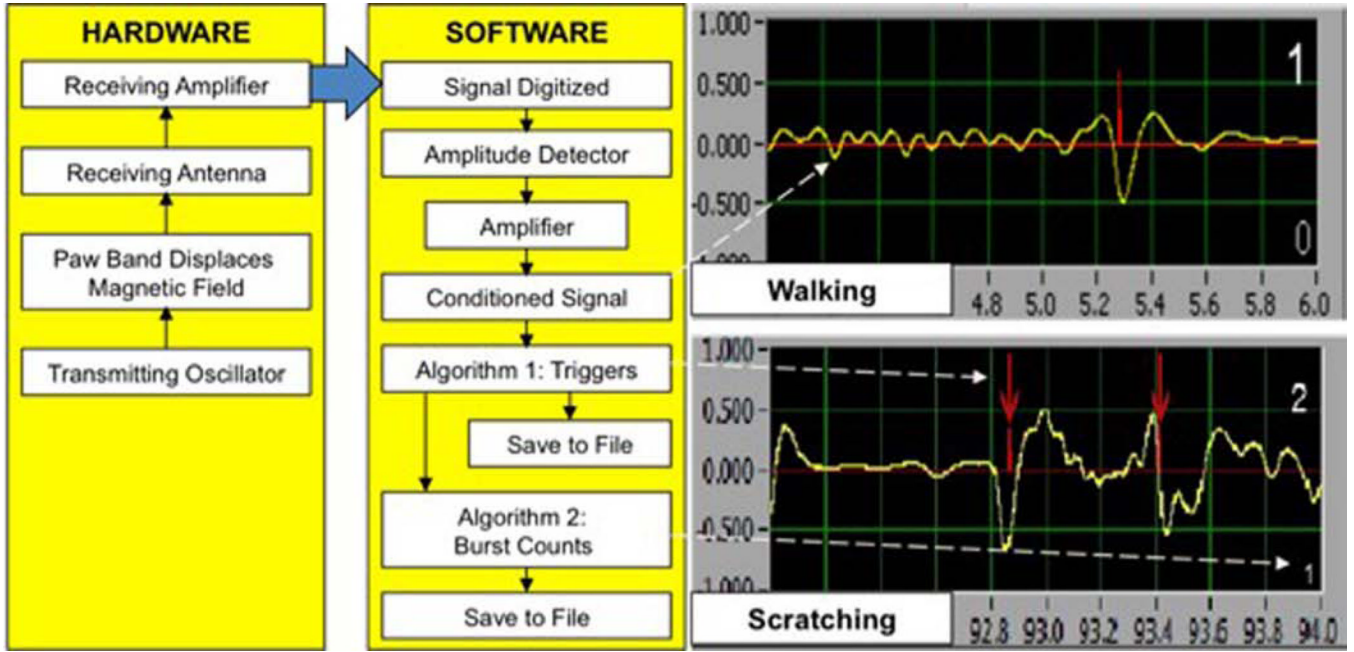 HARDWARE
Receiving Amplifier
Receiving Antenna
Paw Band Displaces
Magnetic Field
Transmitting Oscillator
SOFTWARE
Signal Digitized
Amplitude Detector
Amplifier
Conditioned Signal
Algorithm 1: Triggers
Save to File
Algorithm 2:
Burst Counts
Save to File
1.000
0.500
0.000
-0.500
1
0
Walking
4.8 5.0 5.2 5.4 5.6 5.8 6.0
1.000
0.500
0.000
-0.500
-1.000
2
1
Scratching
92.8 93.0 93.2 93.4 93.6 93.8 94.0